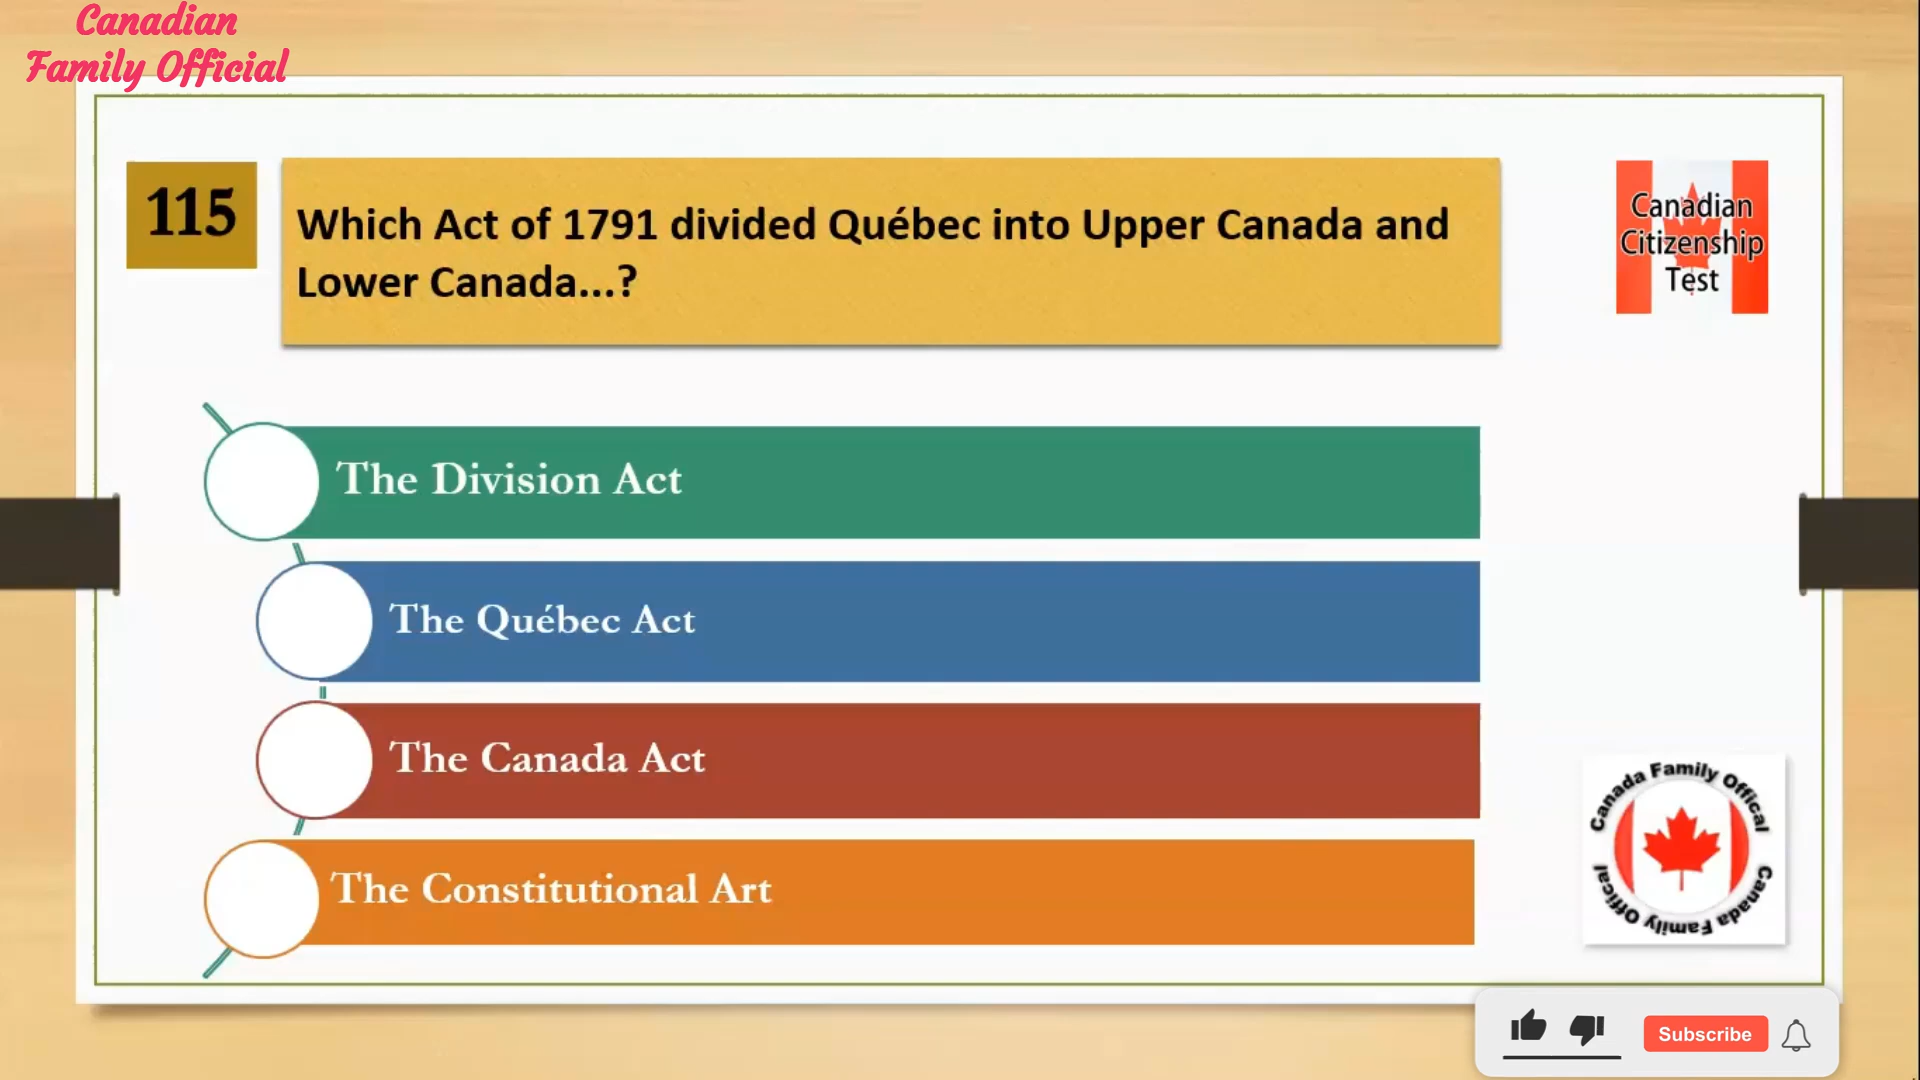 Canadian
Family Official
115
Which Act of 1791 divided Québec into Upper Canada and
Lower Canada...?
Canadian
Citizenship
Test
The Division Act
The Québec Act
The Canada Act
The Constitutional Art
Canada Family Offical
Canada Family Offical
Subscribe